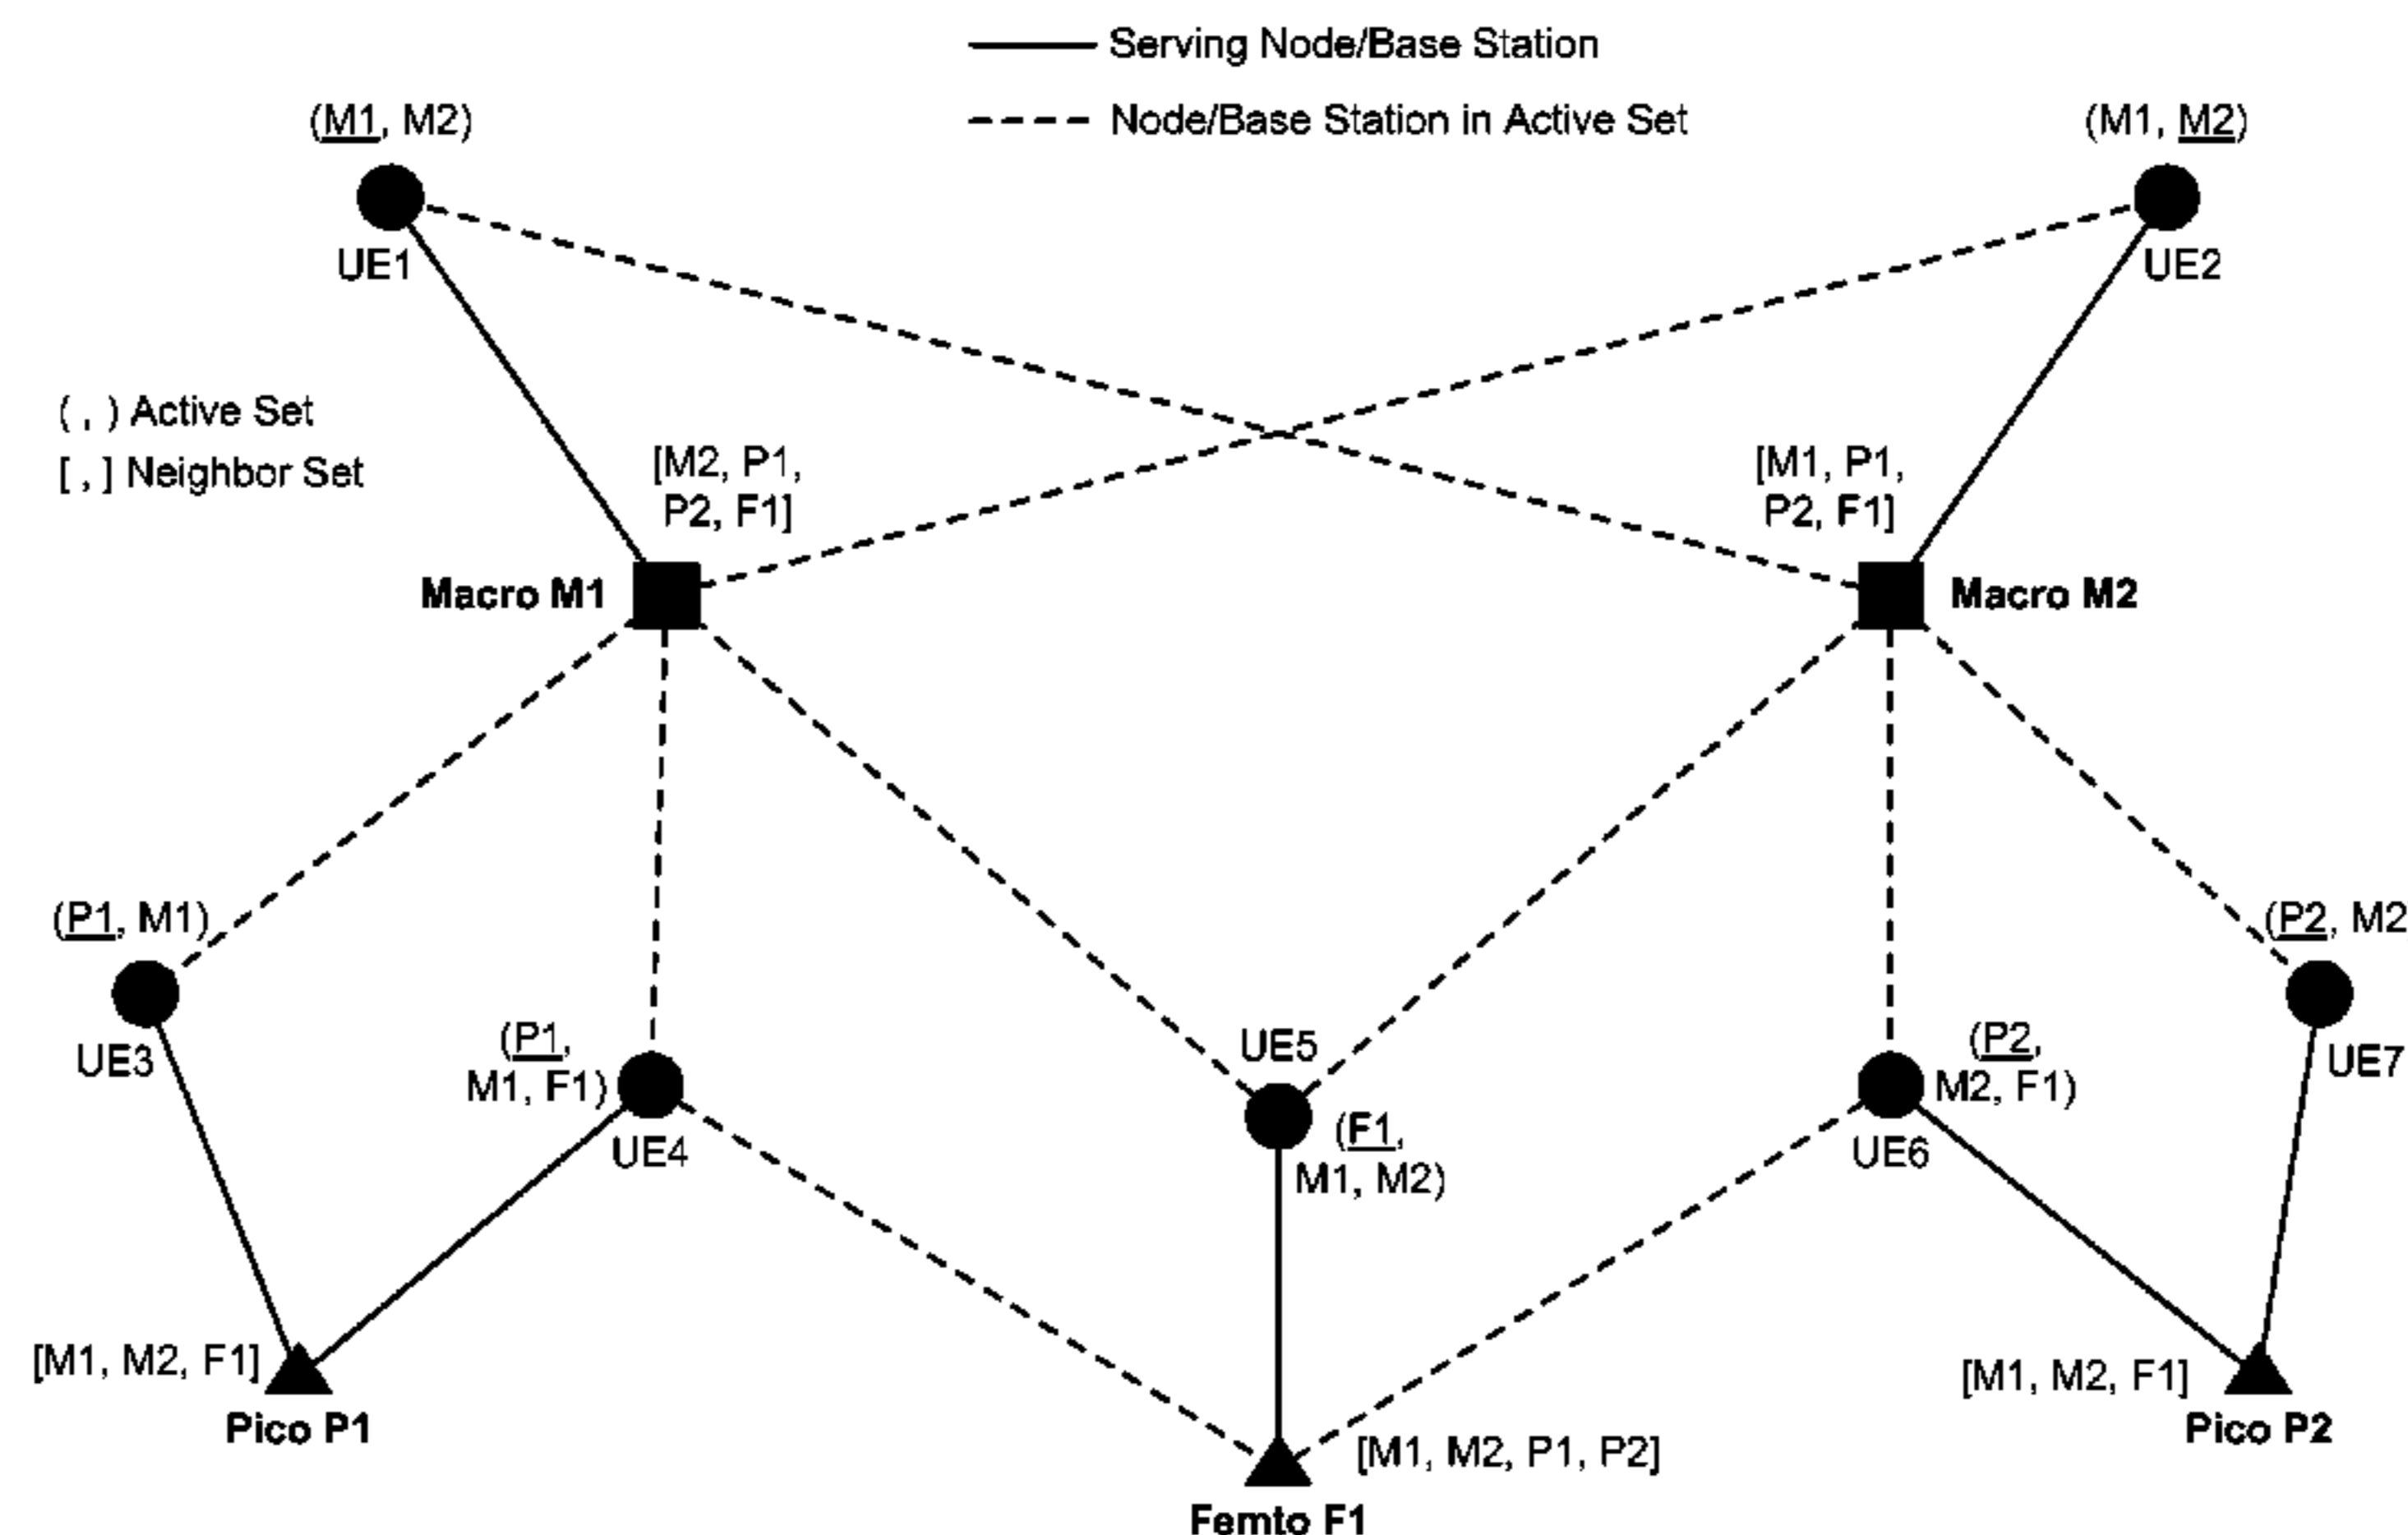 Serving Node/Base Station
Node/Base Station in Active Set
(M1, M2)
(M1, M2)
UE1
UE2
( , ) Active Set
[ , ] Neighbor Set
[M2, P1,
P2, F1]
[M1, P1,
P2, F1]
Macro M1
Macro M2
(P1, M1)
(P2, M2
UE3
(P1,
M1, F1)
UE4
UE5
(F1,
M1, M2)
(P2,
M2, F1)
UE6
UE7
[M1, M2, F1]
Pico P1
[M1, M2, P1, P2]
Femto F1
[M1, M2, F1]
Pico P2